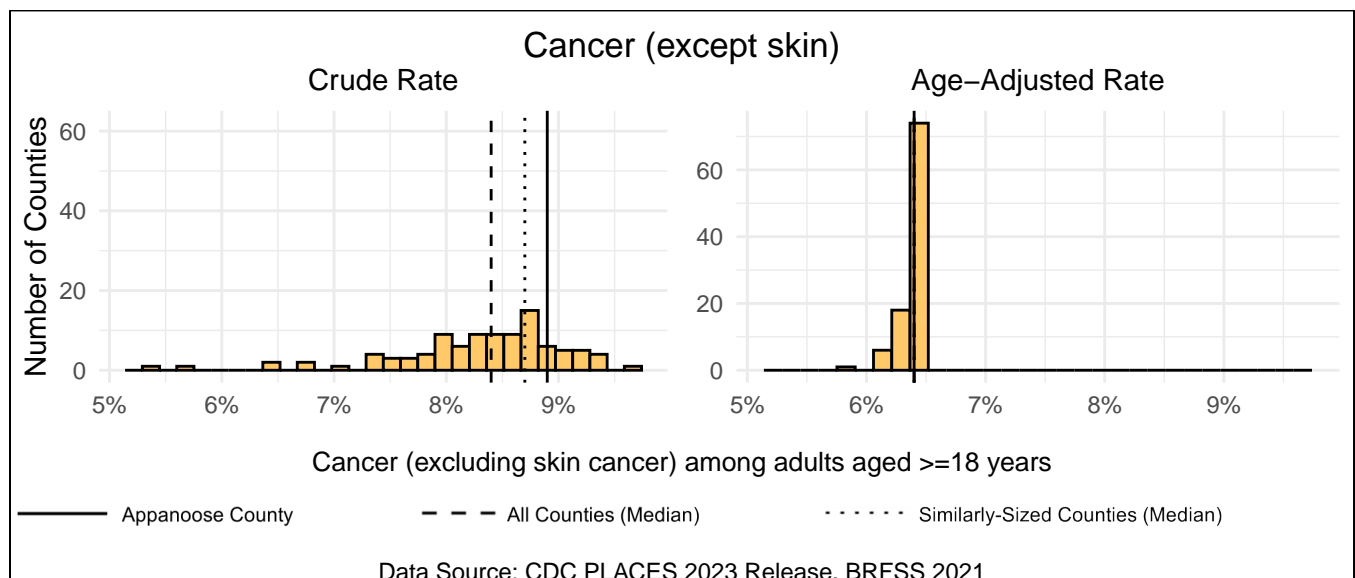 Cancer (except skin)
Crude Rate
Age−Adjusted Rate
Number of Counties
60
40
20
0
5%
6%
7%
8%
9%
60
40
20
0
5%
6%
7%
8%
9%
Cancer (excluding skin cancer) among adults aged >=18 years
Appanoose County
All Counties (Median)
Similarly-Sized Counties (Median)
Data Source: CDC PLACES 2023 Release, BRFSS 2021